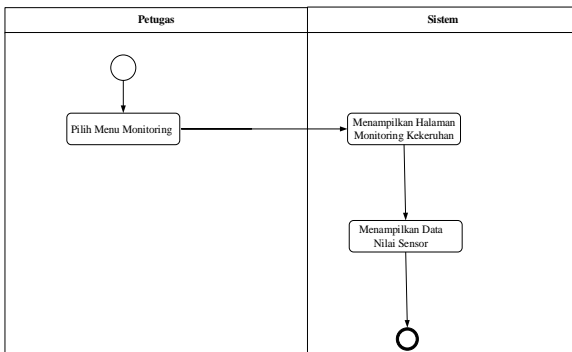 Petugas
Sistem
Pilih Menu Monitoring
Menampilkan Halaman
Monitoring Kekeruhan
Menampilkan Data
Nilai Sensor